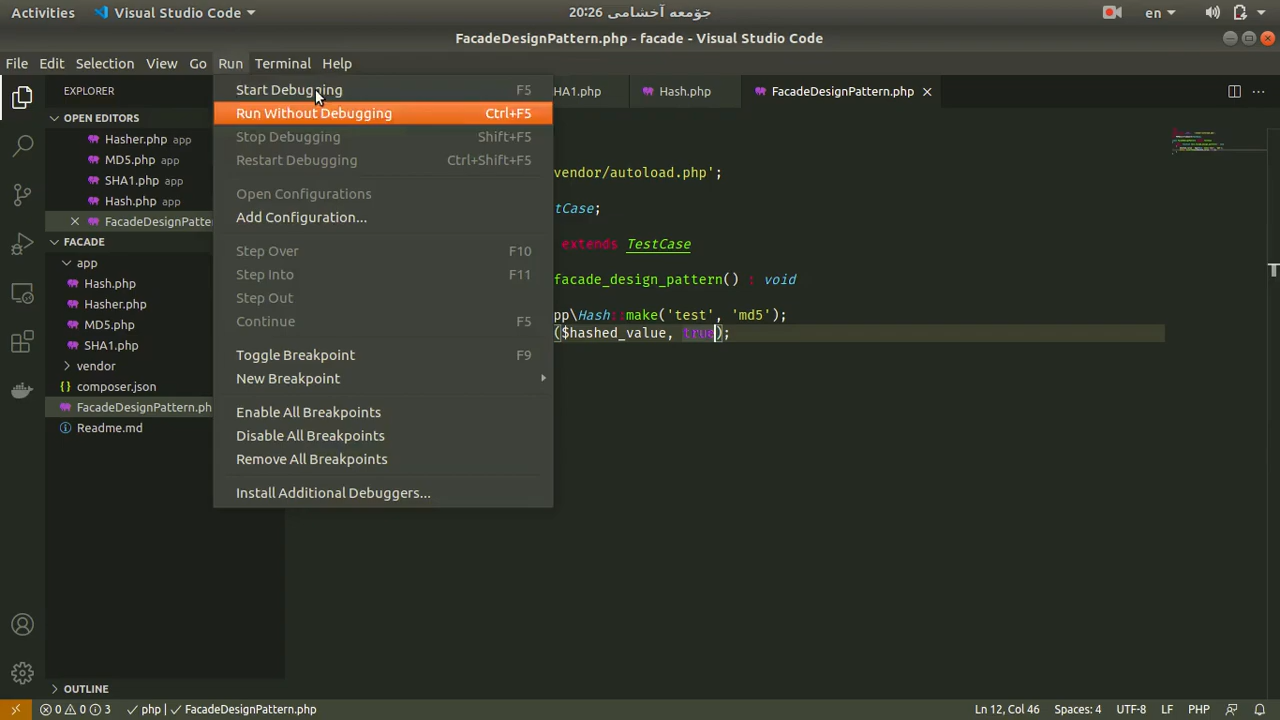 Activities
Visual Studio Code
جۆمعه آخشامی 20:26
en
FacadeDesignPattern.php - facade - Visual Studio Code
File Edit Selection View Go Run Terminal Help
EXPLORER
OPEN EDITORS
Hasher.php app
MD5.php app
SHA1.php app
Hash.php app
FacadeDesignPatte
FACADE
app
Hash.php
Hasher.php
MD5.php
SHA1.php
vendor
composer.json
FacadeDesignPattern.ph
Readme.md
OUTLINE
Start Debugging F5
Run Without Debugging Ctrl+F5
Stop Debugging Shift+F5
Restart Debugging Ctrl+Shift+F5
Open Configurations
Add Configuration...
Step Over F10
Step Into F11
Step Out
Continue F5
Toggle Breakpoint F9
New Breakpoint
Enable All Breakpoints
Disable All Breakpoints
Remove All Breakpoints
Install Additional Debuggers...
HA1.php
Hash.php
FacadeDesignPattern.php
vendor/autoload.php';
tCase;
extends TestCase
facade_design_pattern() : void
pp\Hash::make('test', 'md5');
($hashed_value, true);
0 0 3 php | FacadeDesignPattern.php
Ln 12, Col 46 Spaces: 4 UTF-8 LF PHP